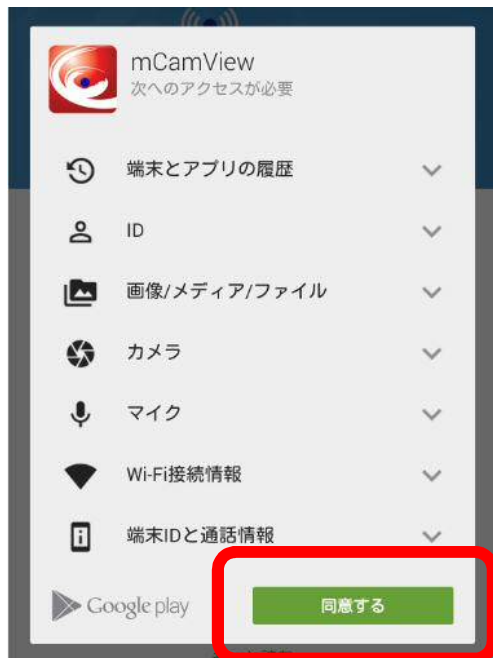 mCamView
次へのアクセスが必要
端末とアプリの履歴
ID
画像/メディア/ファイル
カメラ
マイク
Wi-Fi接続情報
端末IDと通話情報
Google play
同意する